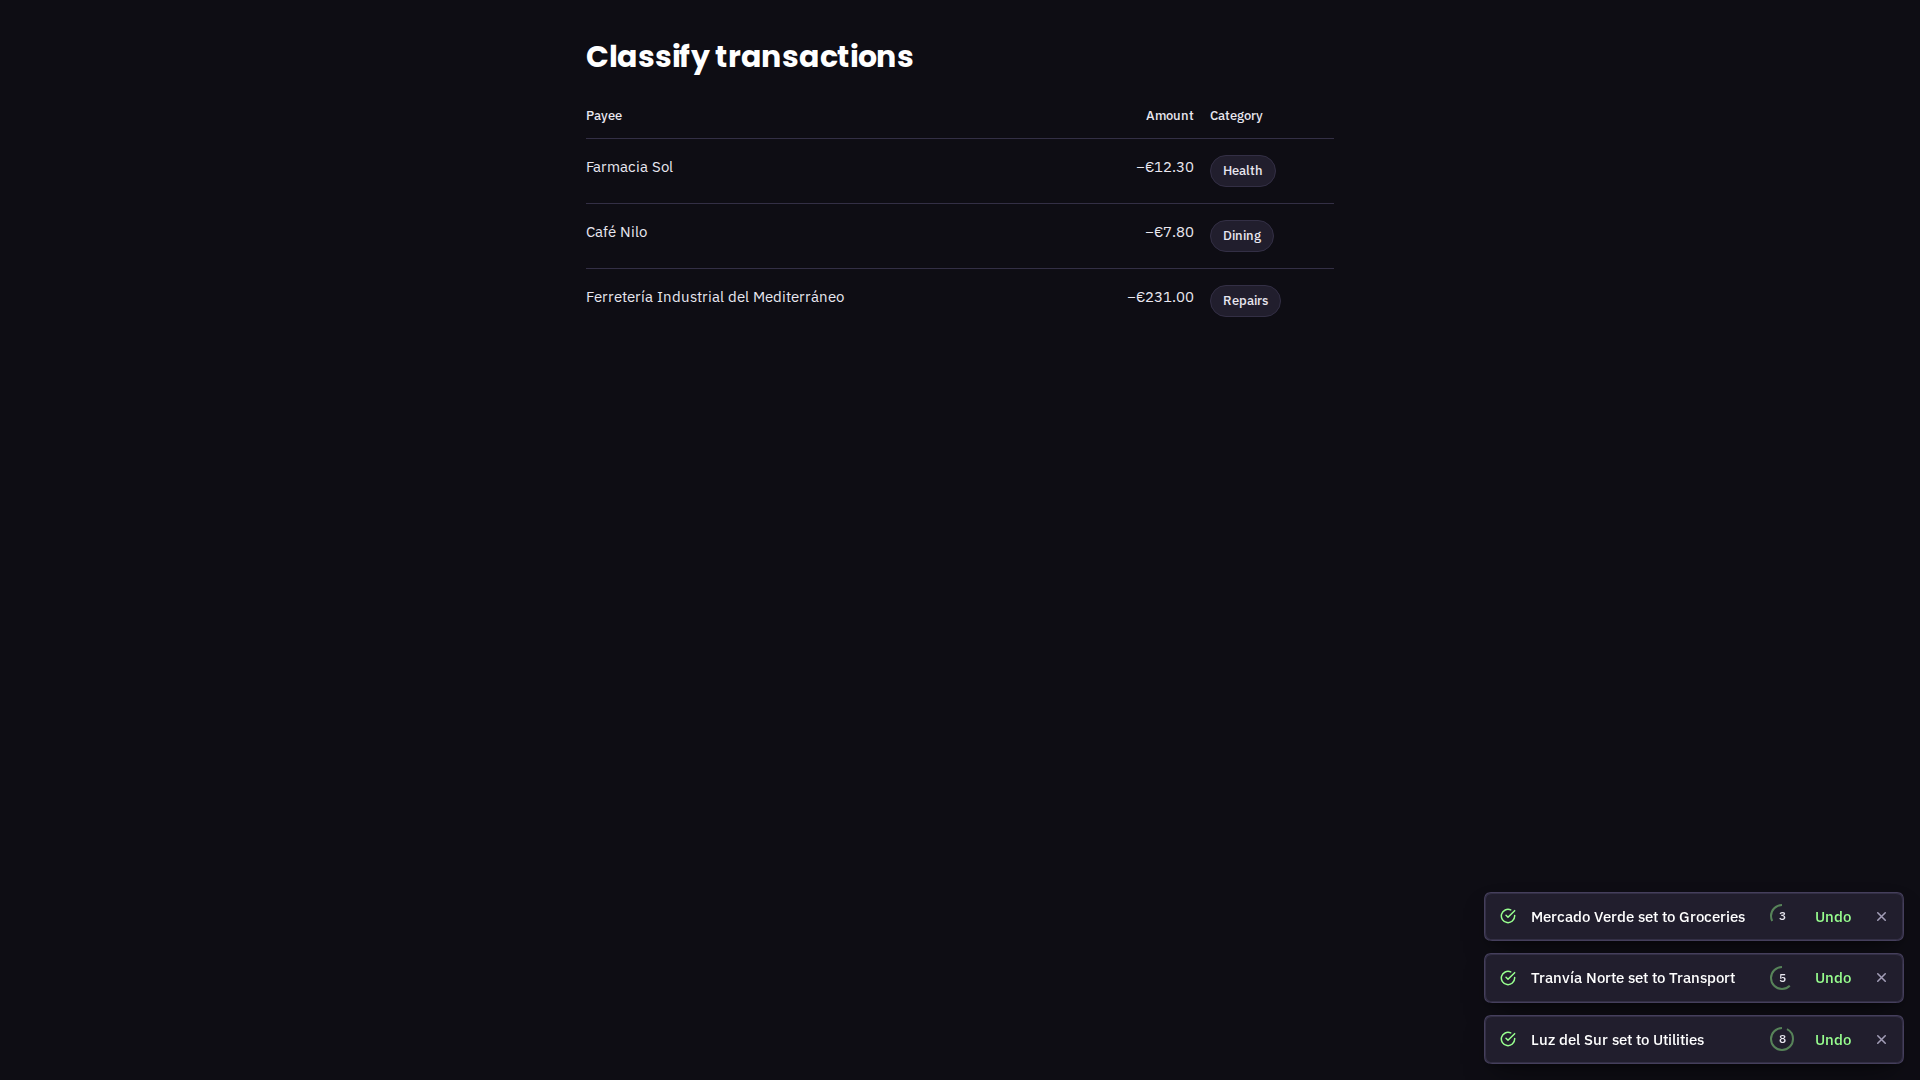 Classify transactions
Payee Amount Category
Farmacia Sol −€12.30 Health
Café Nilo −€7.80 Dining
Ferretería Industrial del Mediterráneo −€231.00 Repairs
Mercado Verde set to Groceries 3 Undo
Tranvía Norte set to Transport 5 Undo
Luz del Sur set to Utilities 8 Undo